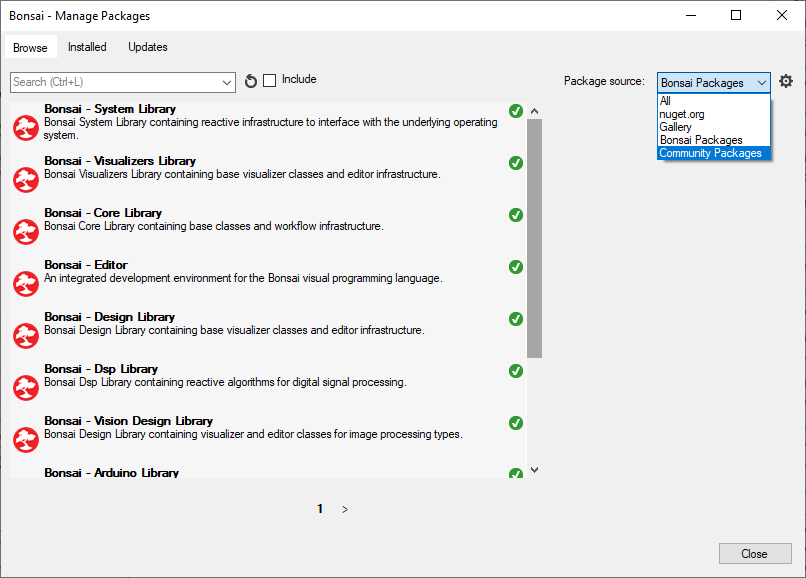 Bonsai - Manage Packages
Browse
Installed
Updates
Search (Ctrl+L)
Include
Package source:
Bonsai Packages
All
nuget.org
Gallery
Bonsai Packages
Community Packages
Bonsai - System Library
Bonsai System Library containing reactive infrastructure to interface with the underlying operating
system.
Bonsai - Visualizers Library
Bonsai Visualizers Library containing base visualizer classes and editor infrastructure.
Bonsai - Core Library
Bonsai Core Library containing base classes and workflow infrastructure.
Bonsai - Editor
An integrated development environment for the Bonsai visual programming language.
Bonsai - Design Library
Bonsai Design Library containing base visualizer classes and editor infrastructure.
Bonsai - Dsp Library
Bonsai Dsp Library containing reactive algorithms for digital signal processing.
Bonsai - Vision Design Library
Bonsai Design Library containing visualizer and editor classes for image processing types.
Bonsai - Arduino Library
1 >
Close